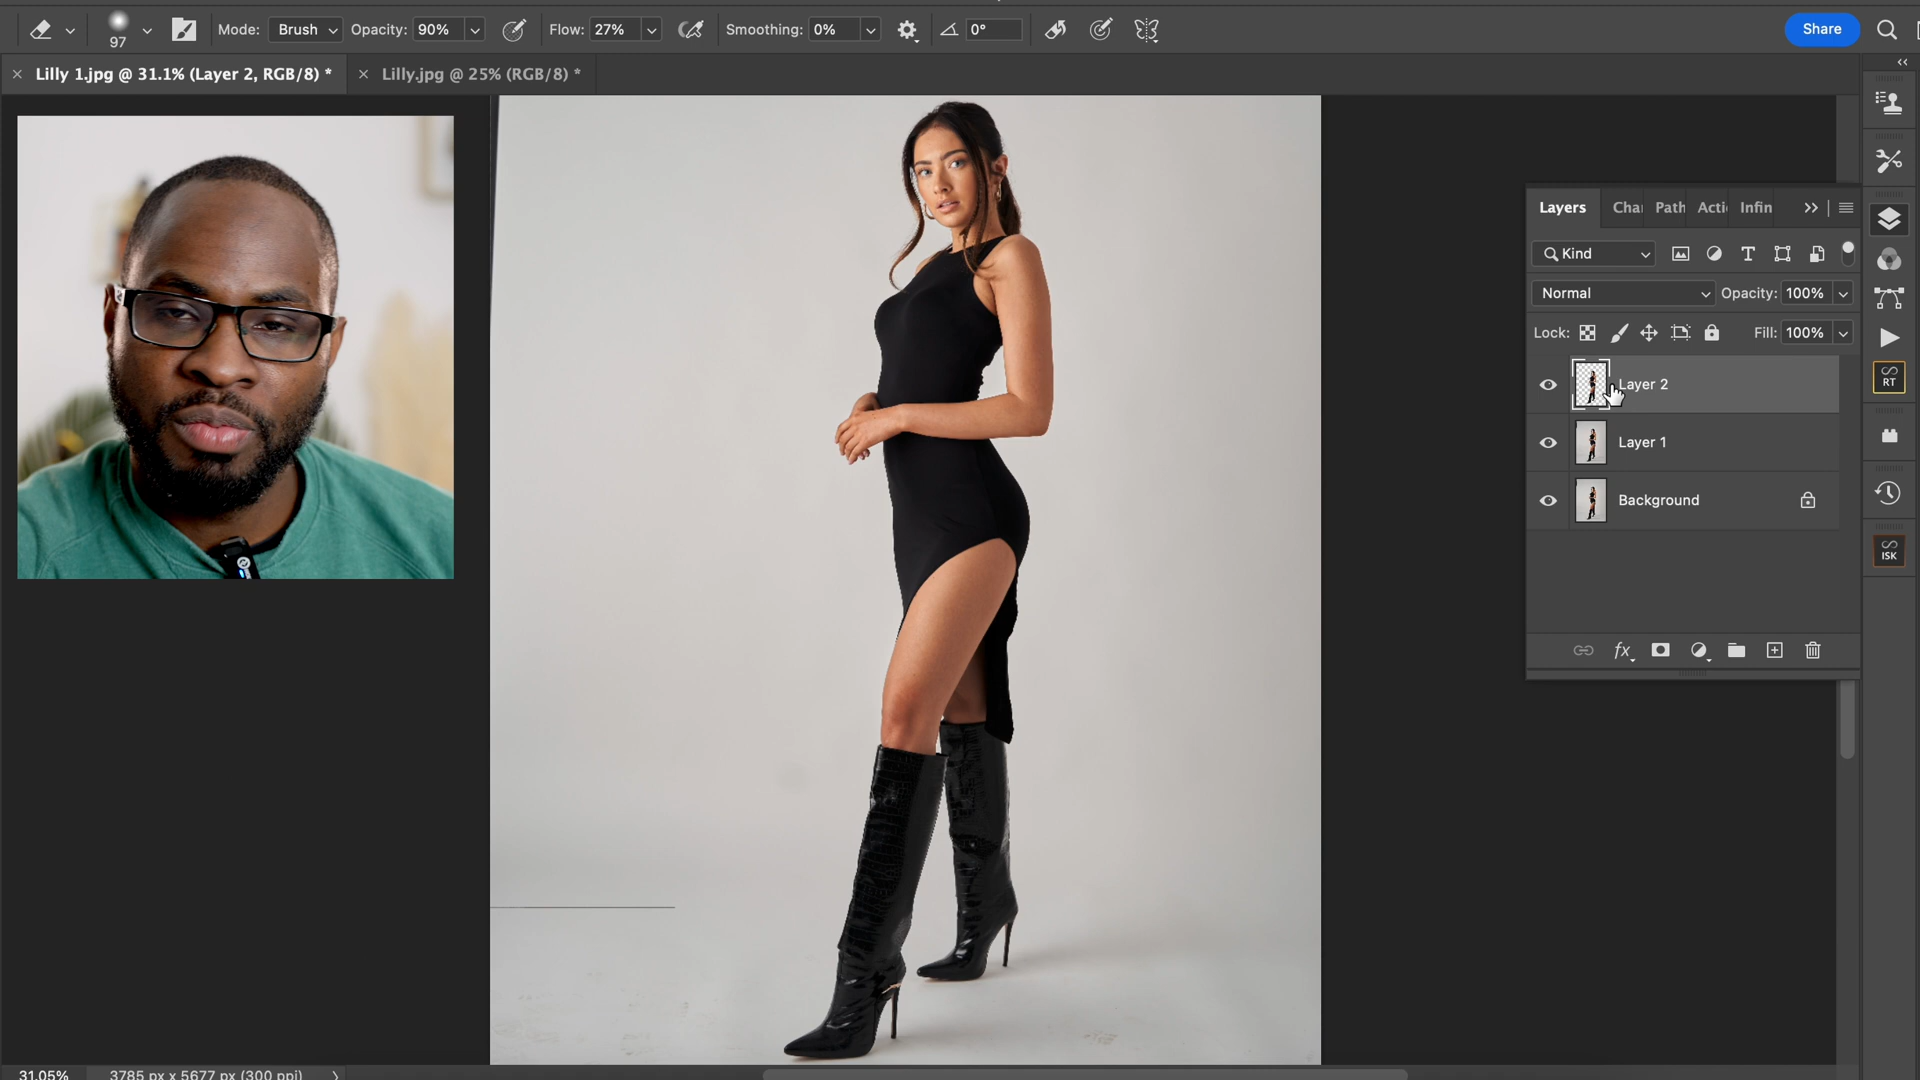 97
Mode: Brush Opacity: 90% Flow: 27% Smoothing: 0% 0° Share
Lilly 1.jpg @ 31.1% (Layer 2, RGB/8) * Lilly.jpg @ 25% (RGB/8) *
Layers Char Path Acti Infin
Kind
Normal Opacity: 100%
Lock: Fill: 100%
Layer 2
Layer 1
Background
fx
RT
ISK
31.05% 3785 px x 5677 px (300 ppi)